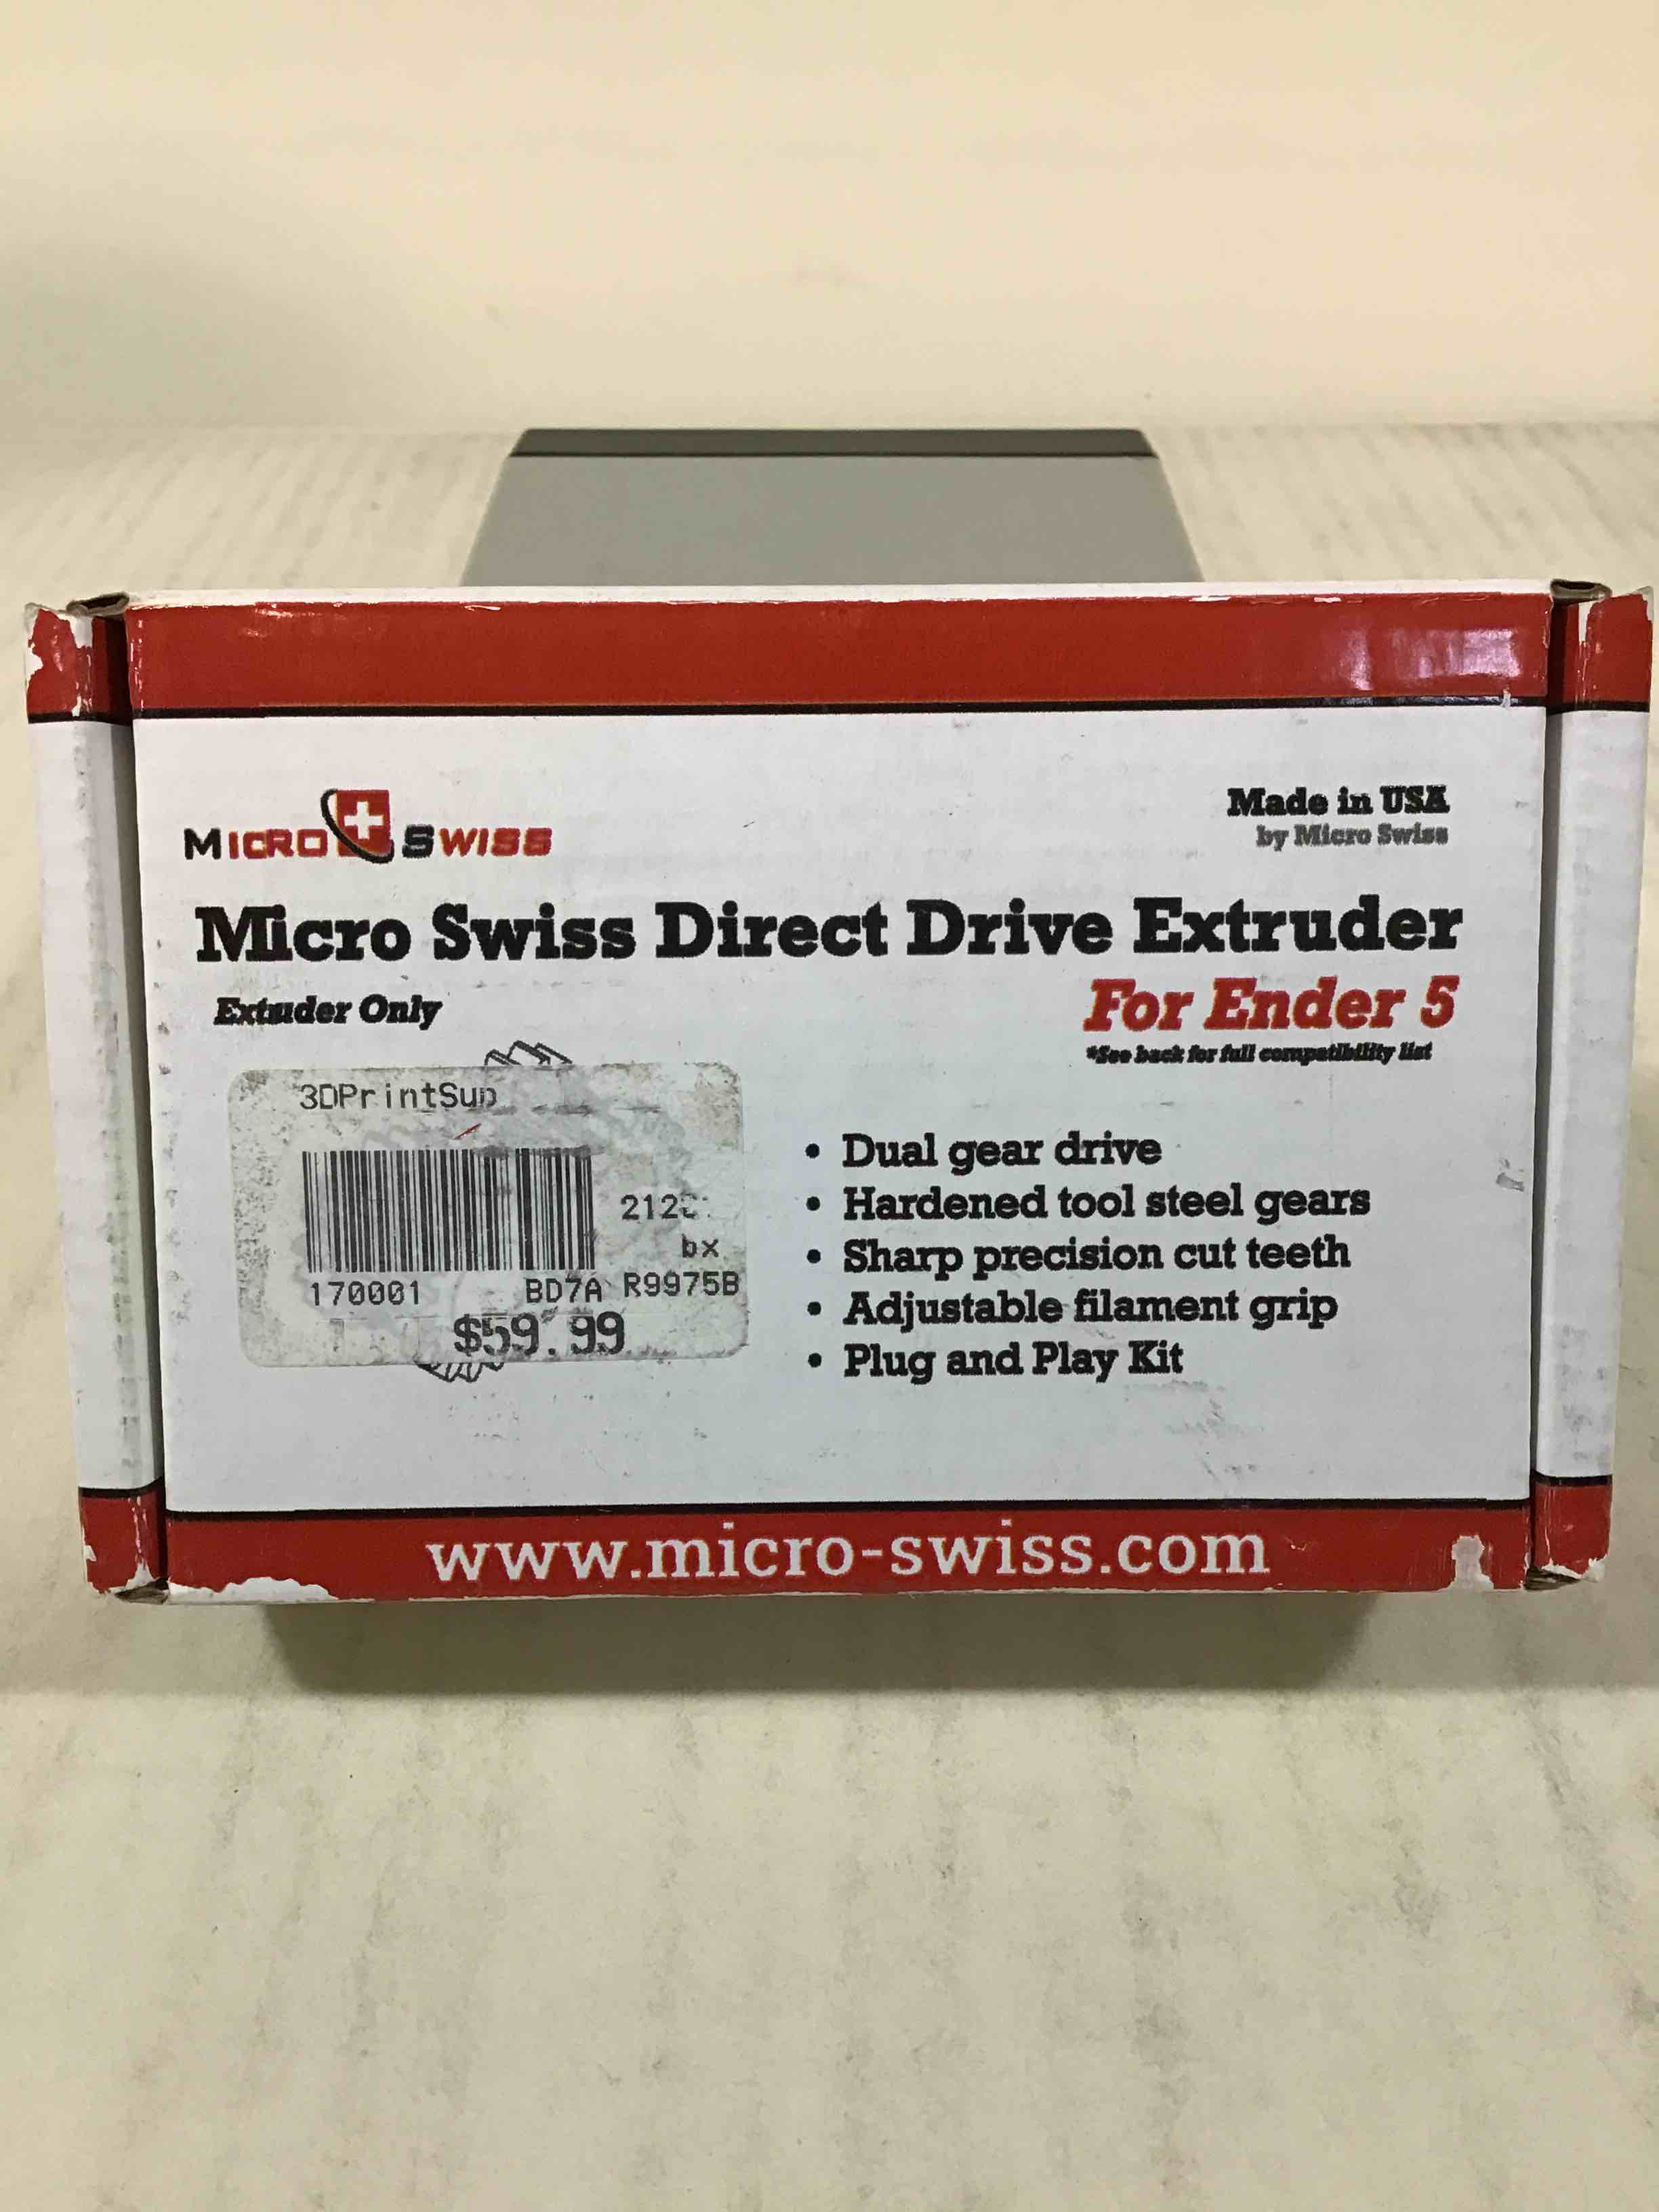 MICRO SWISS
Made in USA
by Micro Swiss
Micro Swiss Direct Drive Extruder
Extuder Only
For Ender 5
*See back for full compatibility list
3DPrintSup
bx
170001 BD7A R9975B
$59.99
• Dual gear drive
• Hardened tool steel gears
• Sharp precision cut teeth
• Adjustable filament grip
• Plug and Play Kit
www.micro-swiss.com